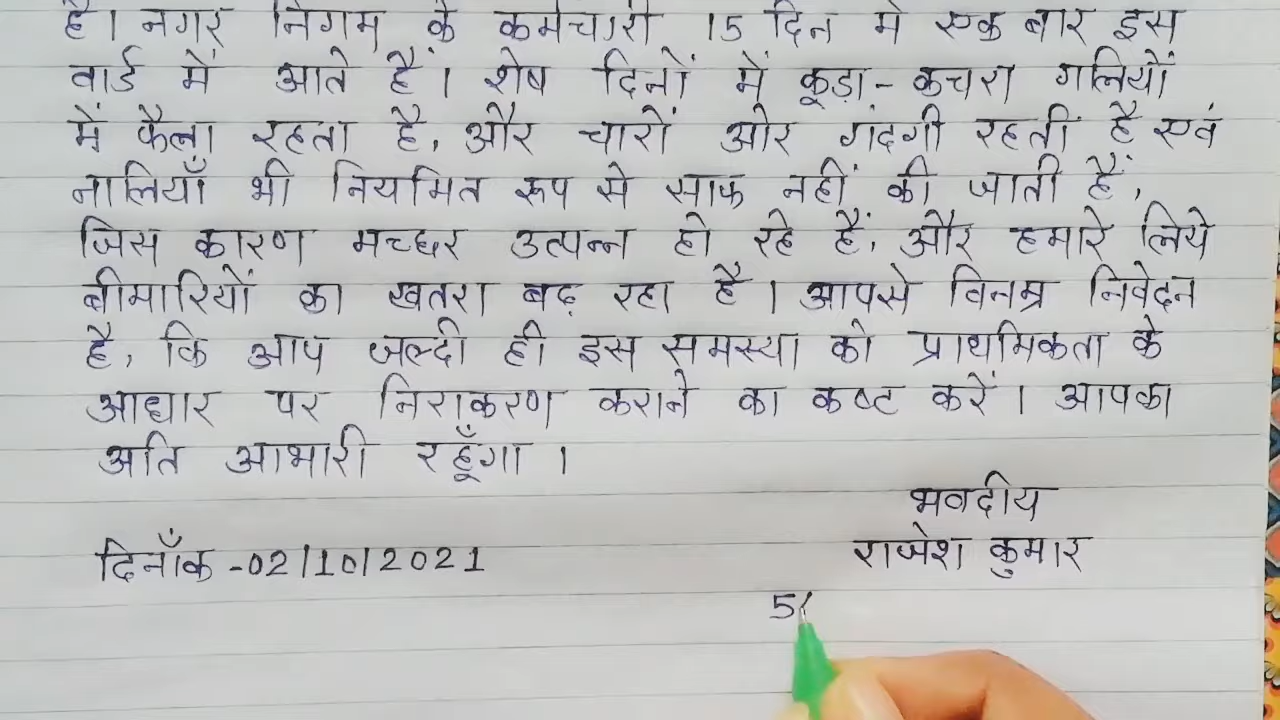 है। नगर निगम के कर्मचारी 15 दिन में एक बार इस
वार्ड में आते हैं। शेष दिनों में कूड़ा-कचरा गलियों
में फैला रहता है, और चारों ओर गंदगी रहती है एवं
नालियाँ भी नियमित रूप से साफ नहीं की जाती हैं,
जिस कारण मच्छर उत्पन्न हो रहे हैं, और हमारे लिये
बीमारियों का खतरा बढ़ रहा है। आपसे विनम्र निवेदन
है, कि आप जल्दी ही इस समस्या को प्राथमिकता के
आधार पर निराकरण कराने का कष्ट करें। आपका
अति आभारी रहूँगा।
भवदीय
दिनाँक -02/10/2021 राजेश कुमार
5/